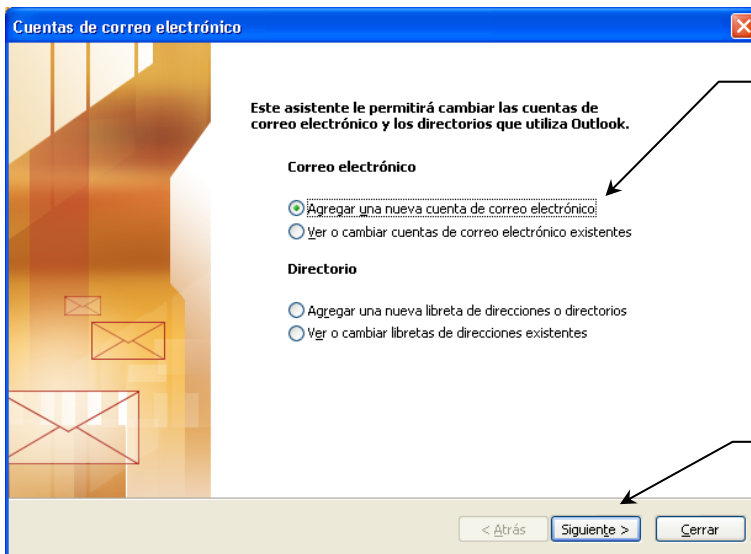 Cuentas de correo electrónico
Este asistente le permitirá cambiar las cuentas de
correo electrónico y los directorios que utiliza Outlook.
Correo electrónico
Agregar una nueva cuenta de correo electrónico
Ver o cambiar cuentas de correo electrónico existentes
Directorio
Agregar una nueva libreta de direcciones o directorios
Ver o cambiar libretas de direcciones existentes
< Atrás
Siguiente >
Cerrar